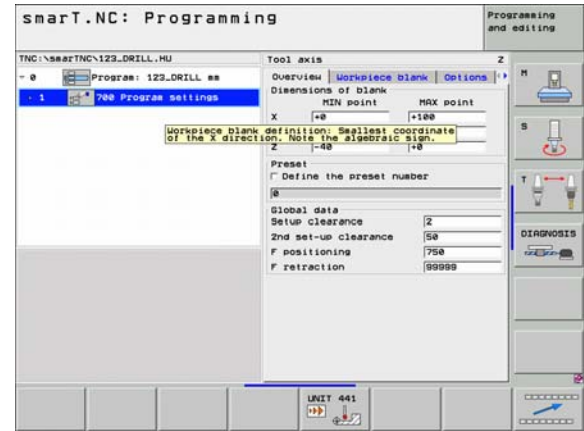 smarT.NC: Programming
Programming and editing
TNC:\smarTNC\123_DRILL.HU
- 0 Program: 123_DRILL mm
- 1 700 Program settings
Tool axis Z
Overview Workpiece blank Options
Dimensions of blank
MIN point MAX point
X +0 +100
Workpiece blank definition: Smallest coordinate
of the X direction. Note the algebraic sign.
Z -40 +0
Preset
Define the preset number
0
Global data
Setup clearance 2
2nd set-up clearance 50
F positioning 750
F retraction 99999
M
S
T
DIAGNOSIS
UNIT 441